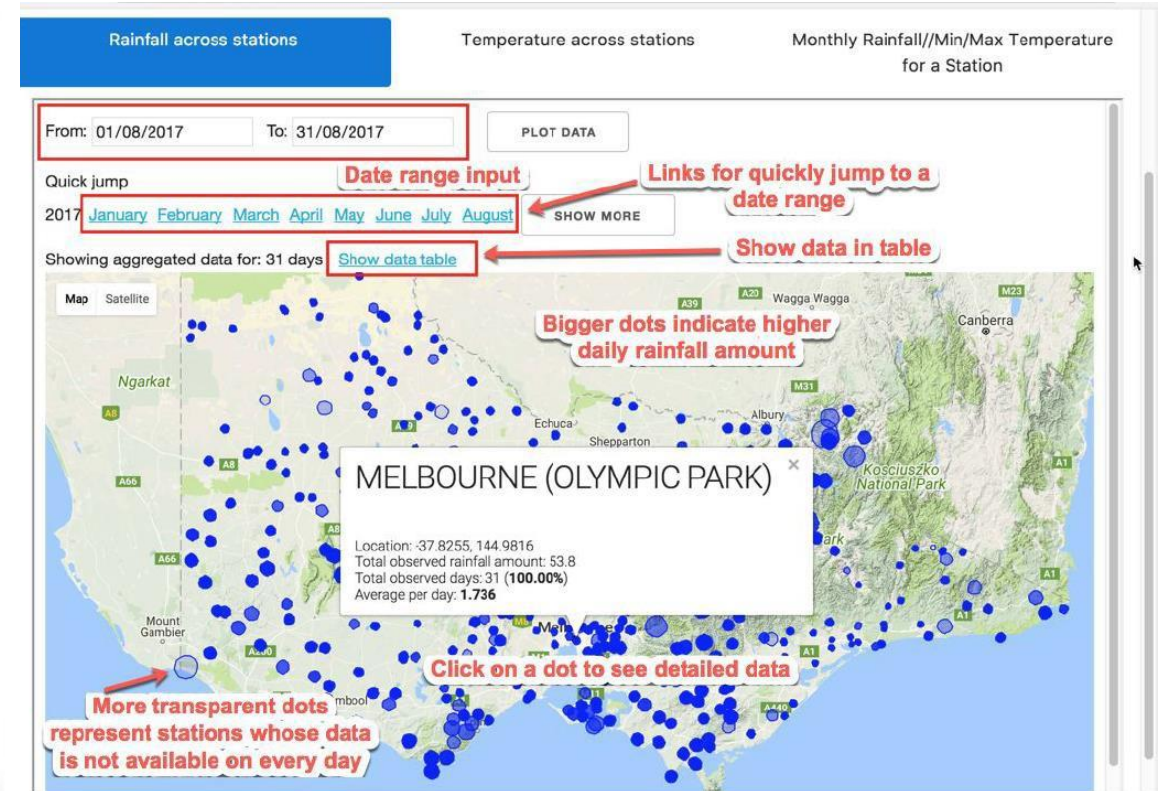 Rainfall across stations
Temperature across stations
Monthly Rainfall//Min/Max Temperature
for a Station
From: 01/08/2017 To: 31/08/2017 PLOT DATA
Date range input
Links for quickly jump to a
date range
Quick jump
2017 January February March April May June July August SHOW MORE
Show data in table
Showing aggregated data for: 31 days Show data table
Map Satellite
A39
A20
Wagga Wagga
M23
Canberra
Bigger dots indicate higher
daily rainfall amount
Ngarkat
A8
M31
Albury
Echuca
Shepparton
A8
A66
Kosciuszko
National Park
A1
MELBOURNE (OLYMPIC PARK) ×
Location: -37.8255, 144.9816
Total observed rainfall amount: 53.8
Total observed days: 31 (100.00%)
Average per day: 1.736
A66
A1
Mount
Gambier
A1
A1
Click on a dot to see detailed data
More transparent dots
represent stations whose data
is not available on every day
A440